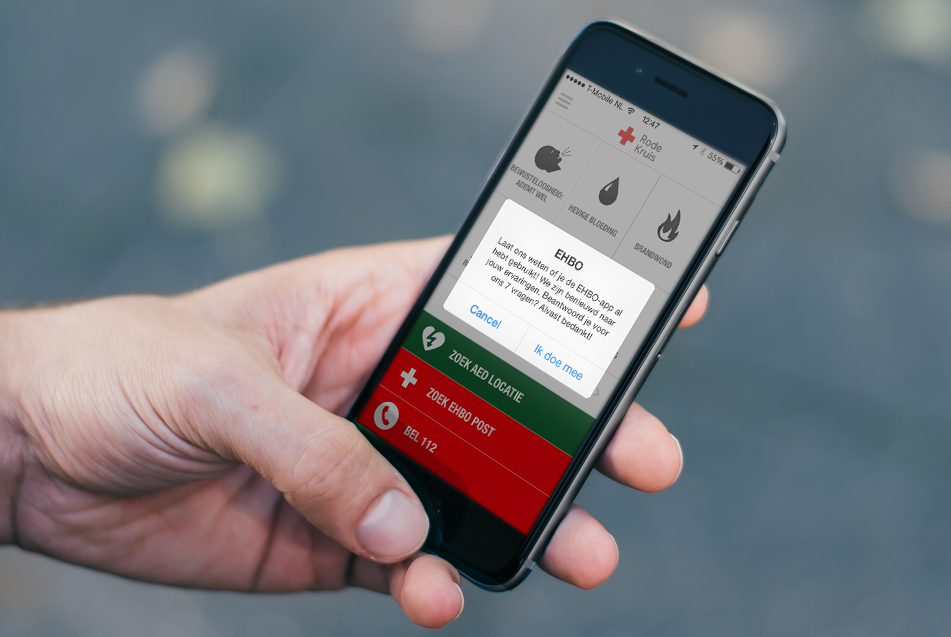 T-Mobile NL 12:47 55%
Rode
Kruis
BEWUSTELOOSHEID:
ADEMT WEL
HEVIGE BLOEDING
BRANDWOND
EHBO
Laat ons weten of je de EHBO-app al
hebt gebruikt! We zijn benieuwd naar
jouw ervaringen. Beantwoord je voor
ons 7 vragen? Alvast bedankt!
Cancel
Ik doe mee
ZOEK AED LOCATIE
ZOEK EHBO POST
BEL 112